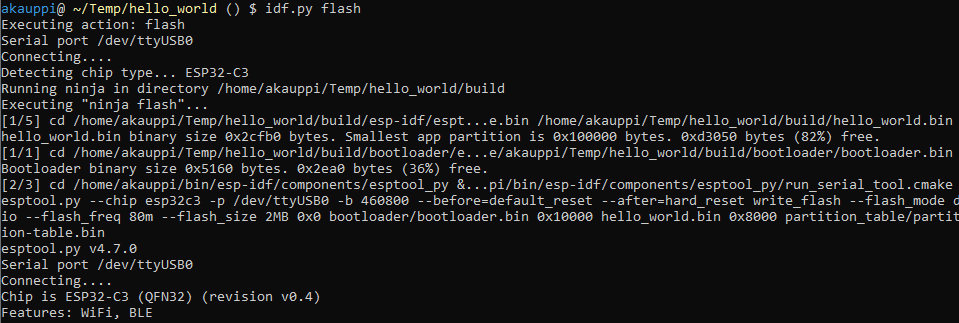 akauppi@ ~/Temp/hello_world () $ idf.py flash
Executing action: flash
Serial port /dev/ttyUSB0
Connecting....
Detecting chip type... ESP32-C3
Running ninja in directory /home/akauppi/Temp/hello_world/build
Executing "ninja flash"...
[1/5] cd /home/akauppi/Temp/hello_world/build/esp-idf/espt...e.bin /home/akauppi/Temp/hello_world/build/hello_world.bin
hello_world.bin binary size 0x2cfb0 bytes. Smallest app partition is 0x100000 bytes. 0xd3050 bytes (82%) free.
[1/1] cd /home/akauppi/Temp/hello_world/build/bootloader/e...e/akauppi/Temp/hello_world/build/bootloader/bootloader.bin
Bootloader binary size 0x5160 bytes. 0x2ea0 bytes (36%) free.
[2/3] cd /home/akauppi/bin/esp-idf/components/esptool_py &...pi/bin/esp-idf/components/esptool_py/run_serial_tool.cmake
esptool.py --chip esp32c3 -p /dev/ttyUSB0 -b 460800 --before=default_reset --after=hard_reset write_flash --flash_mode d
io --flash_freq 80m --flash_size 2MB 0x0 bootloader/bootloader.bin 0x10000 hello_world.bin 0x8000 partition_table/partit
ion-table.bin
esptool.py v4.7.0
Serial port /dev/ttyUSB0
Connecting....
Chip is ESP32-C3 (QFN32) (revision v0.4)
Features: WiFi, BLE